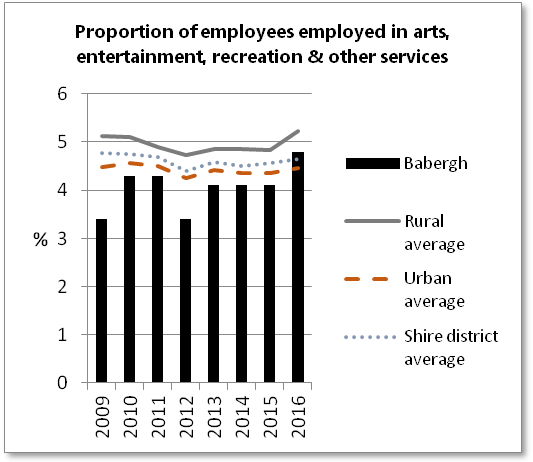 Proportion of employees employed in arts,
entertainment, recreation & other services
6
5
4
3
2
1
0
%
2009
2010
2011
2012
2013
2014
2015
2016
Babergh
Rural
average
Urban
average
Shire district
average